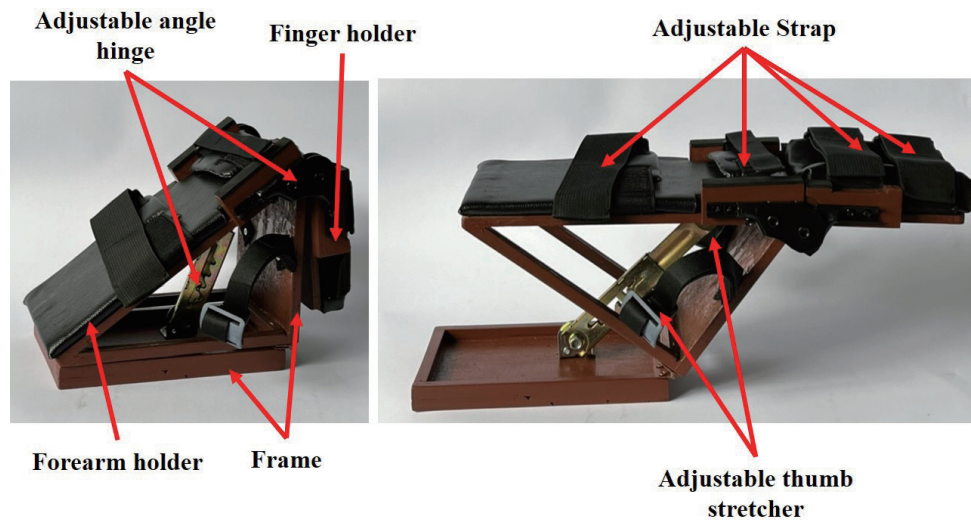 Adjustable angle
hinge
Finger holder
Adjustable Strap
Forearm holder
Frame
Adjustable thumb
stretcher